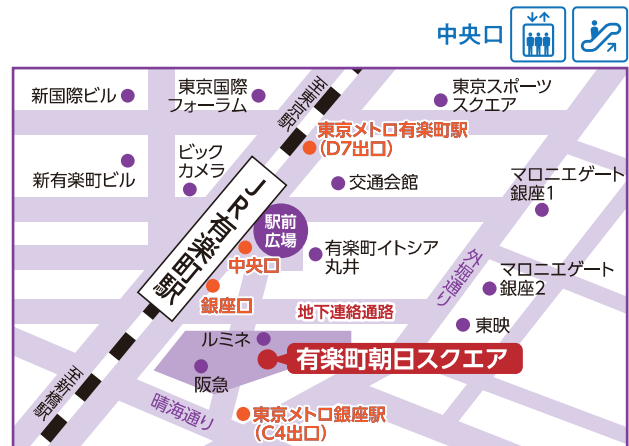 中央口
新国際ビル
東京国際
フォーラム
至東京駅
東京スポーツ
スクエア
東京メトロ有楽町駅
(D7出口)
新有楽町ビル
ビック
カメラ
交通会館
マロニエゲート
銀座1
JR有楽町駅
駅前
広場
中央口
有楽町イトシア
丸井
外堀通り
マロニエゲート
銀座2
銀座口
地下連絡通路
東映
ルミネ
有楽町朝日スクエア
阪急
至新橋駅
晴海通り
東京メトロ銀座駅
(C4出口)